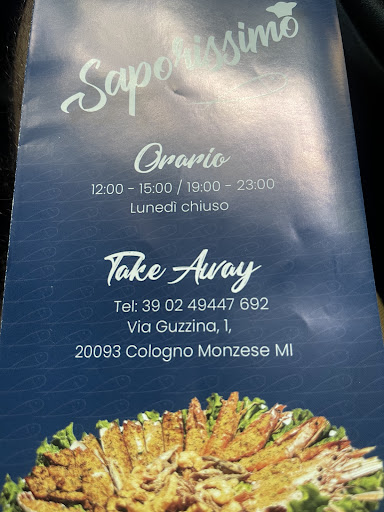 Saporissimo
Orario
12:00 - 15:00 / 19:00 - 23:00
Lunedì chiuso
Take Away
Tel: 39 02 49447 692
Via Guzzina, 1,
20093 Cologno Monzese MI